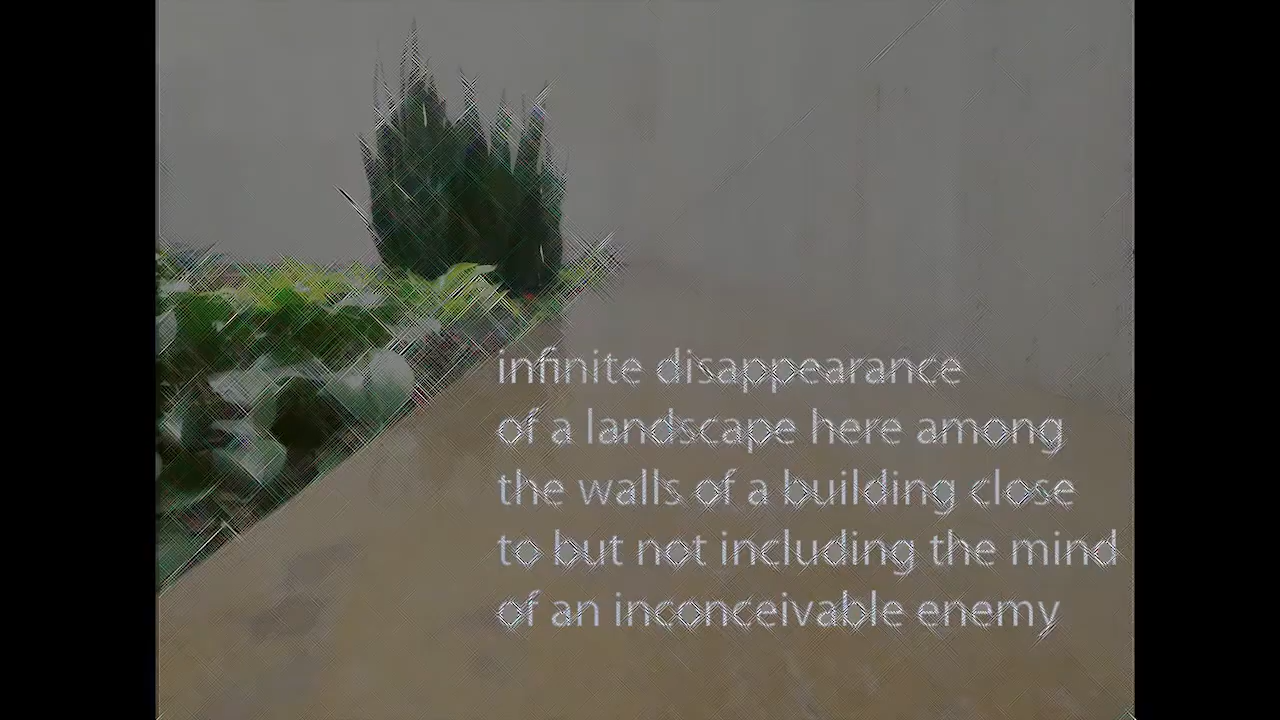 infinite disappearance
of a landscape here among
the walls of a building close
to but not including the mind
of an inconceivable enemy